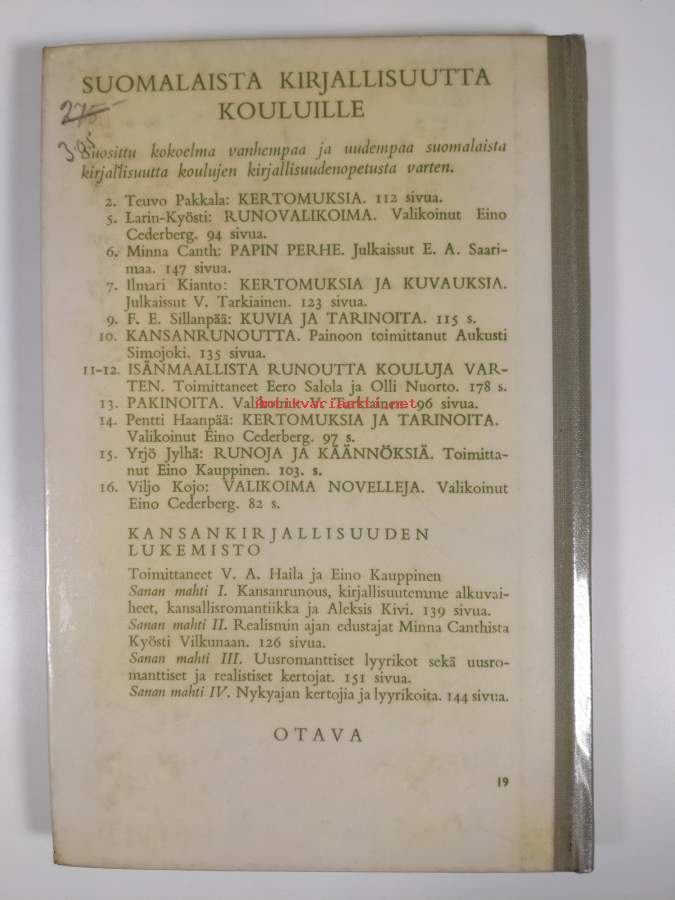 SUOMALAISTA KIRJALLISUUTTA
KOULUILLE
Suosittu kokoelma vanhempaa ja uudempaa suomalaista
kirjallisuutta koulujen kirjallisuudenopetusta varten.
2. Teuvo Pakkala: KERTOMUKSIA. 112 sivua.
5. Larin-Kyösti: RUNOVALIKOIMA. Valikoinut Eino
Cederberg. 94 sivua.
6. Minna Canth: PAPIN PERHE. Julkaissut E. A. Saari-
maa. 147 sivua.
7. Ilmari Kianto: KERTOMUKSIA JA KUVAUKSIA.
Julkaissut V. Tarkiainen. 123 sivua.
9. F. E. Sillanpää: KUVIA JA TARINOITA. 115 s.
10. KANSANRUNOUTTA. Painoon toimittanut Aukusti
Simojoki. 135 sivua.
11-12. ISÄNMAALLISTA RUNOUTTA KOULUJA VAR-
TEN. Toimittaneet Eero Salola ja Olli Nuorto. 178 s.
13. PAKINOITA. Valikoinut V. Tarkiainen. 96 sivua.
antikvariaatti.net
14. Pentti Haanpää: KERTOMUKSIA JA TARINOITA.
Valikoinut Eino Cederberg. 97 s.
15. Yrjö Jylhä: RUNOJA JA KÄÄNNÖKSIÄ. Toimitta-
nut Eino Kauppinen. 103. s.
16. Viljo Kojo: VALIKOIMA NOVELLEJA. Valikoinut
Eino Cederberg. 82 s.
KANSANKIRJALLISUUDEN
LUKEMISTO
Toimittaneet V. A. Haila ja Eino Kauppinen
Sanan mahti I. Kansanrunous, kirjallisuutemme alkuvai-
heet, kansallisromantiikka ja Aleksis Kivi. 139 sivua.
Sanan mahti II. Realismin ajan edustajat Minna Canthista
Kyösti Vilkunaan. 126 sivua.
Sanan mahti III. Uusromanttiset lyyrikot sekä uusro-
manttiset ja realistiset kertojat. 151 sivua.
Sanan mahti IV. Nykyajan kertojia ja lyyrikoita. 144 sivua.
OTAVA
19